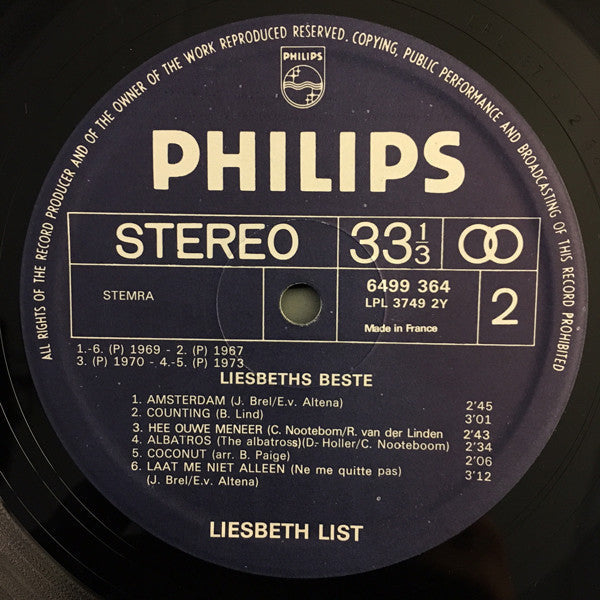 ALL RIGHTS OF THE RECORD PRODUCER AND OF THE OWNER OF THE WORK REPRODUCED RESERVED. COPYING, PUBLIC PERFORMANCE AND BROADCASTING OF THIS RECORD PROHIBITED
PHILIPS
PHILIPS
STEREO 33 1/3
STEMRA
6499 364
LPL 3749 2Y
Made in France
2
1.-6. (P) 1969 - 2. (P) 1967
3. (P) 1970 - 4.-5. (P) 1973
LIESBETHS BESTE
1. AMSTERDAM (J. Brel/E.v. Altena) 2'45
2. COUNTING (B. Lind) 3'01
3. HEE OUWE MENEER (C. Nootebom/R. van der Linden 2'43
4. ALBATROS (The albatross)(D.- Holler/C. Nooteboom) 2'34
5. COCONUT (arr. B. Paige) 2'06
6. LAAT ME NIET ALLEEN (Ne me quitte pas) 3'12
(J. Brel/E.v. Altena)
LIESBETH LIST